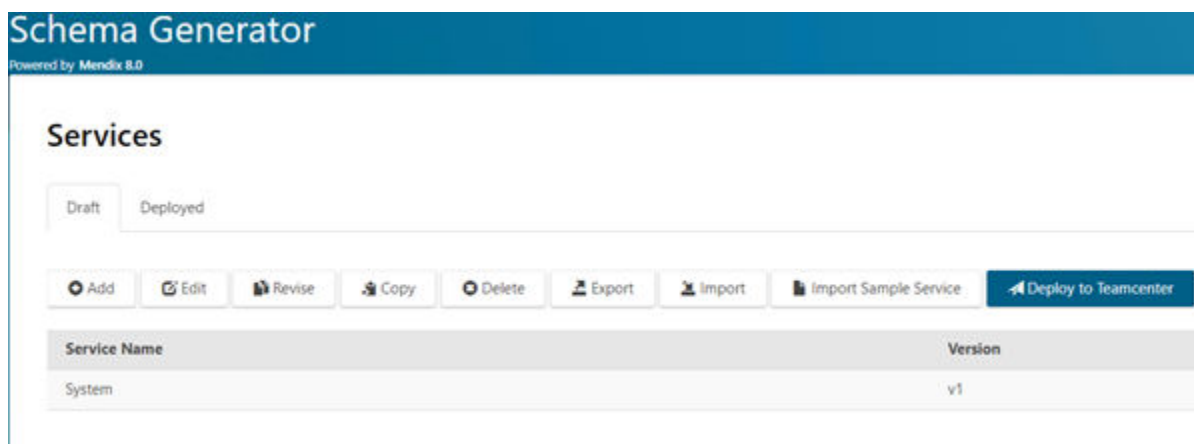 Schema Generator
Powered by Mendix 8.0
Services
Draft Deployed
Add Edit Revise Copy Delete Export Import Import Sample Service Deploy to Teamcenter
Service Name Version
System v1